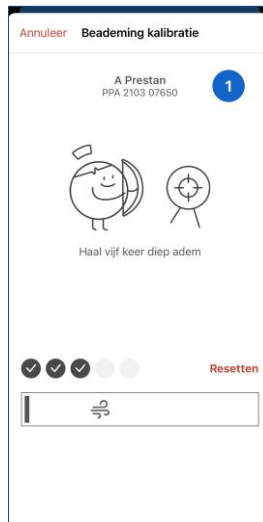 Annuleer Beademing kalibratie
A Prestan
PPA 2103 07650
1
Haal vijf keer diep adem
Resetten